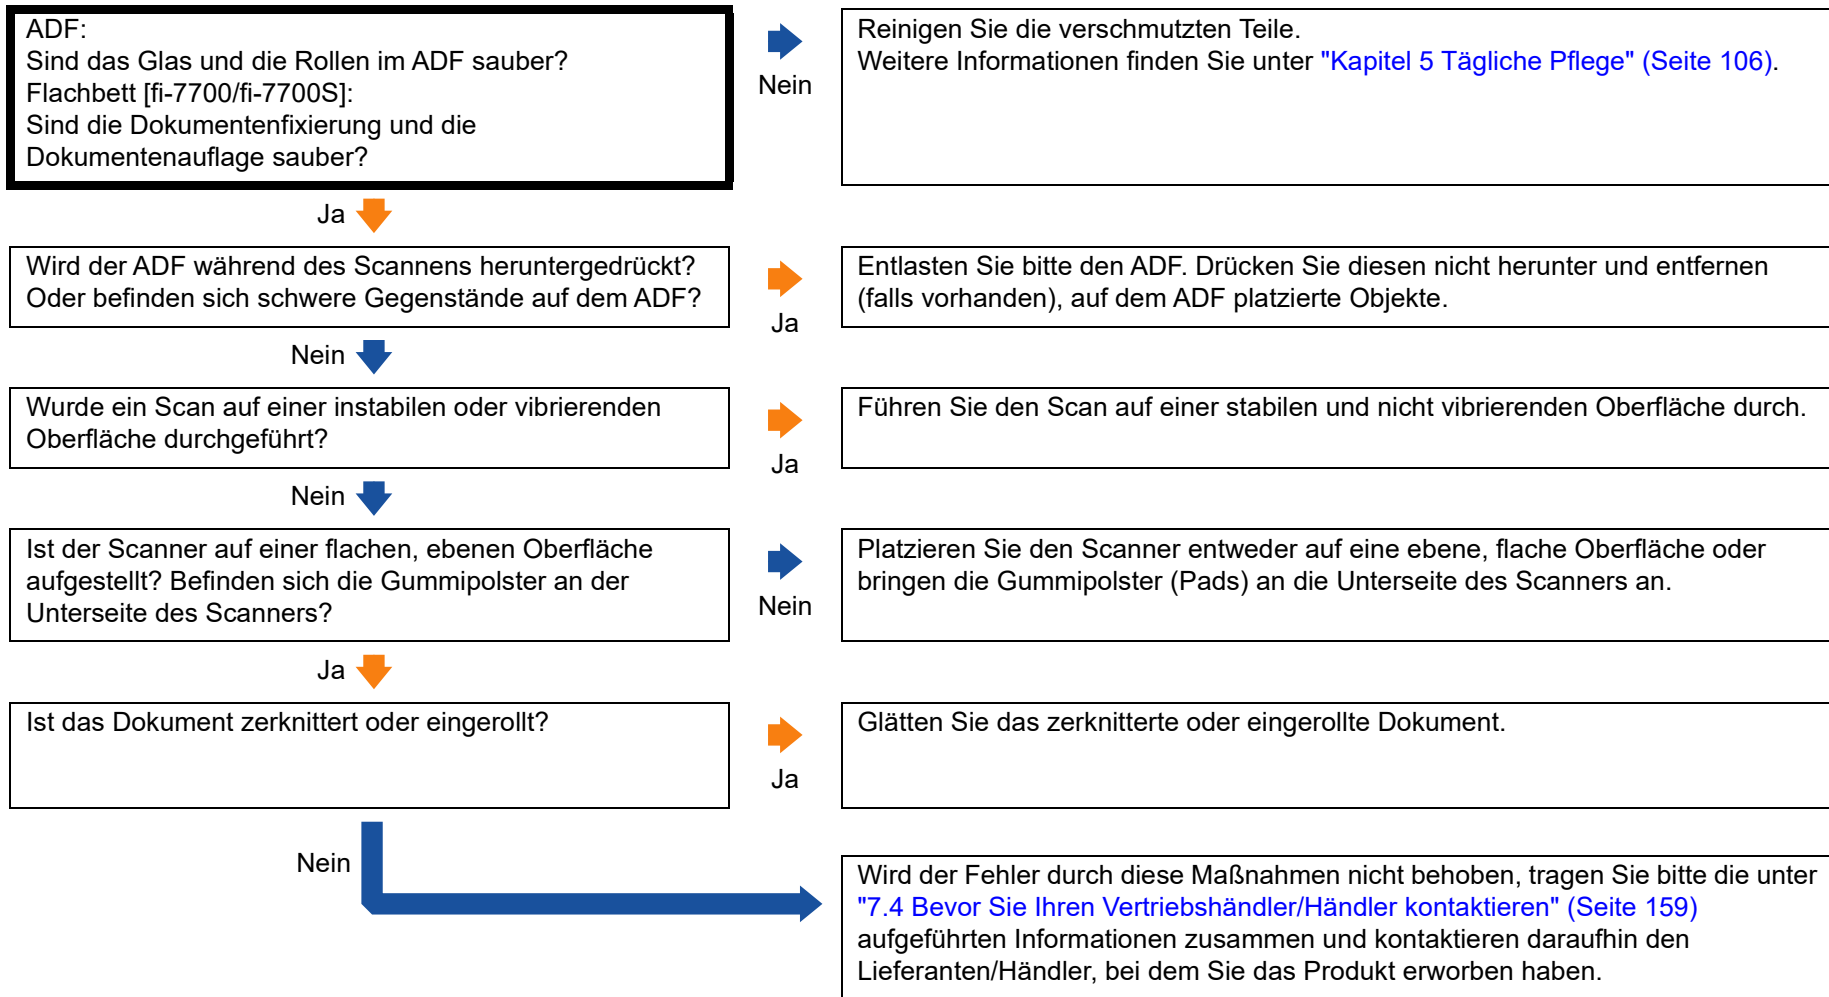 ADF:
Sind das Glas und die Rollen im ADF sauber?
Flachbett [fi-7700/fi-7700S]:
Sind die Dokumentenfixierung und die
Dokumentenauflage sauber?
Nein
Reinigen Sie die verschmutzten Teile.
Weitere Informationen finden Sie unter "Kapitel 5 Tägliche Pflege" (Seite 106).
Ja
Wird der ADF während des Scannens heruntergedrückt?
Oder befinden sich schwere Gegenstände auf dem ADF?
Ja
Entlasten Sie bitte den ADF. Drücken Sie diesen nicht herunter und entfernen
(falls vorhanden), auf dem ADF platzierte Objekte.
Nein
Wurde ein Scan auf einer instabilen oder vibrierenden
Oberfläche durchgeführt?
Ja
Führen Sie den Scan auf einer stabilen und nicht vibrierenden Oberfläche durch.
Nein
Ist der Scanner auf einer flachen, ebenen Oberfläche
aufgestellt? Befinden sich die Gummipolster an der
Unterseite des Scanners?
Nein
Platzieren Sie den Scanner entweder auf eine ebene, flache Oberfläche oder
bringen die Gummipolster (Pads) an die Unterseite des Scanners an.
Ja
Ist das Dokument zerknittert oder eingerollt?
Ja
Glätten Sie das zerknitterte oder eingerollte Dokument.
Nein
Wird der Fehler durch diese Maßnahmen nicht behoben, tragen Sie bitte die unter
"7.4 Bevor Sie Ihren Vertriebshändler/Händler kontaktieren" (Seite 159)
aufgeführten Informationen zusammen und kontaktieren daraufhin den
Lieferanten/Händler, bei dem Sie das Produkt erworben haben.